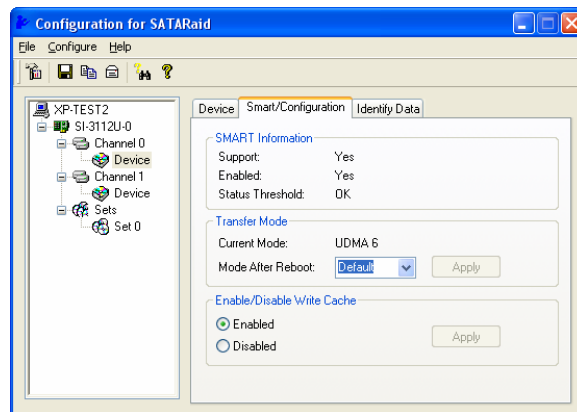 Configuration for SATARaid
File Configure Help
XP-TEST2
SI-3112U-0
Channel 0
Device
Channel 1
Device
Sets
Set 0
Device Smart/Configuration Identify Data
SMART Information
Support: Yes
Enabled: Yes
Status Threshold: OK
Transfer Mode
Current Mode: UDMA 6
Mode After Reboot: Default Apply
Enable/Disable Write Cache
Enabled
Disabled
Apply